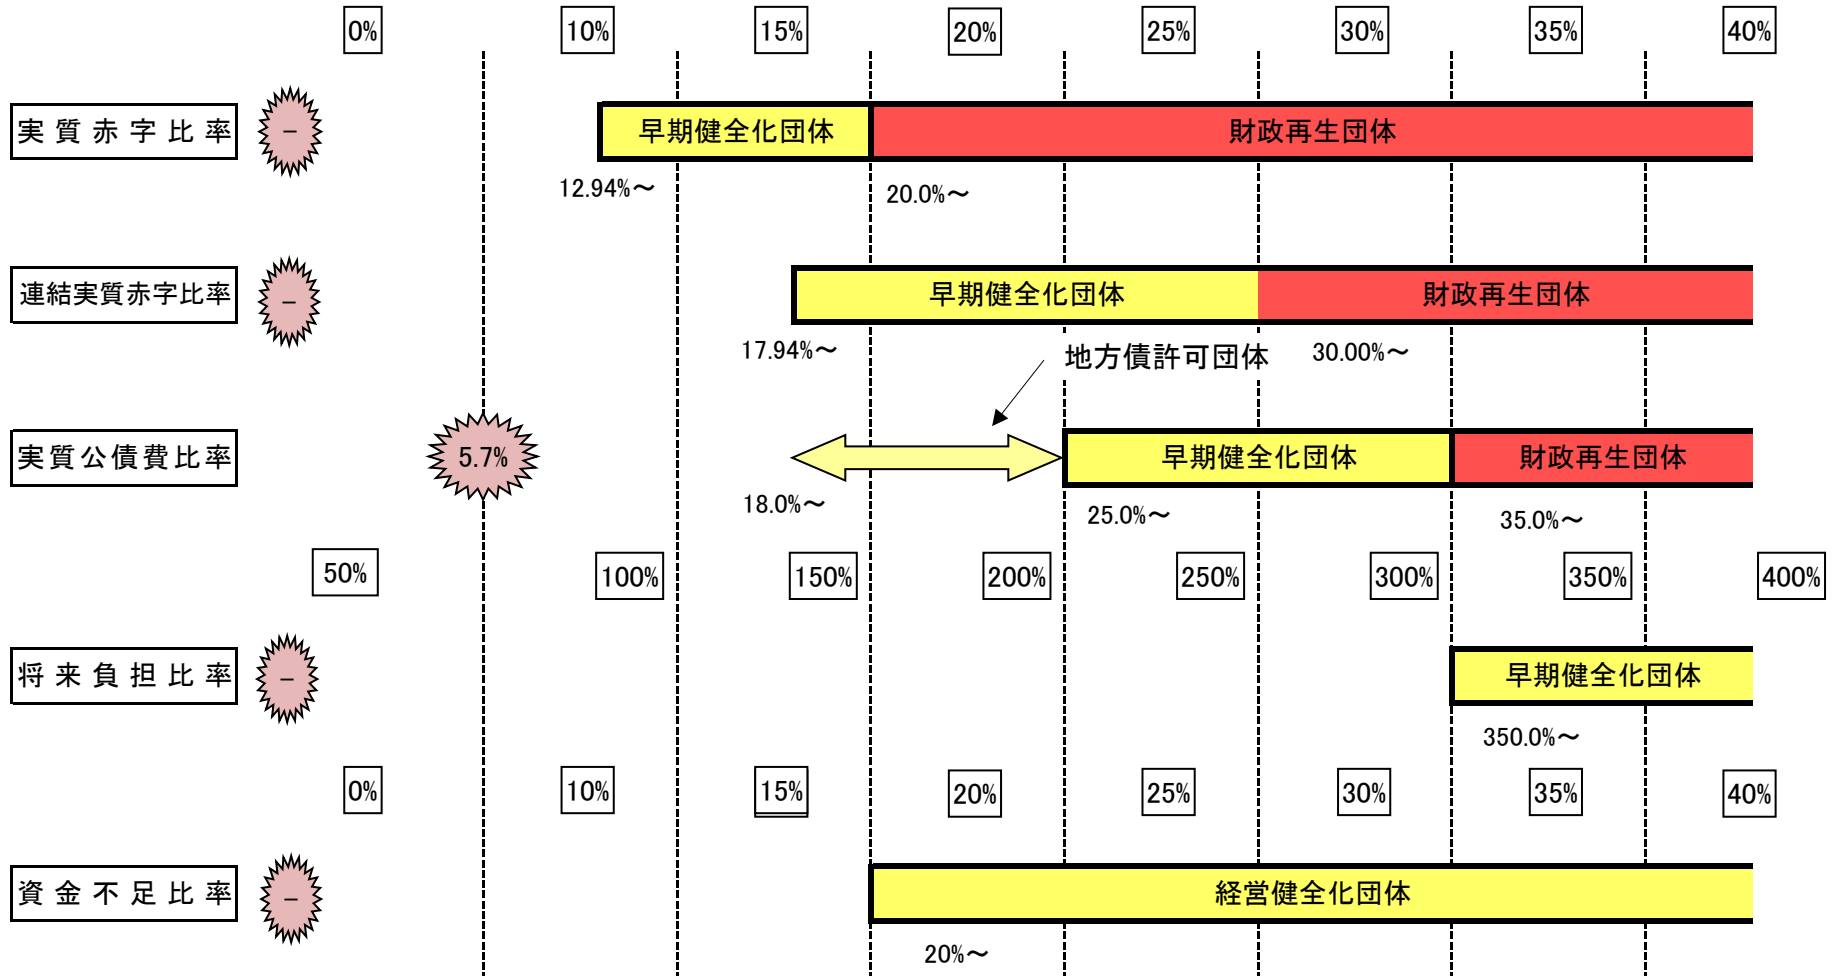 0% 10% 15% 20% 25% 30% 35% 40%
実質赤字比率 － 早期健全化団体 財政再生団体
12.94%～ 20.0%～
連結実質赤字比率 － 早期健全化団体 財政再生団体
17.94%～ 地方債許可団体 30.00%～
実質公債費比率 5.7% 早期健全化団体 財政再生団体
18.0%～ 25.0%～ 35.0%～
50% 100% 150% 200% 250% 300% 350% 400%
将来負担比率 － 早期健全化団体
350.0%～
0% 10% 15% 20% 25% 30% 35% 40%
資金不足比率 － 経営健全化団体
20%～